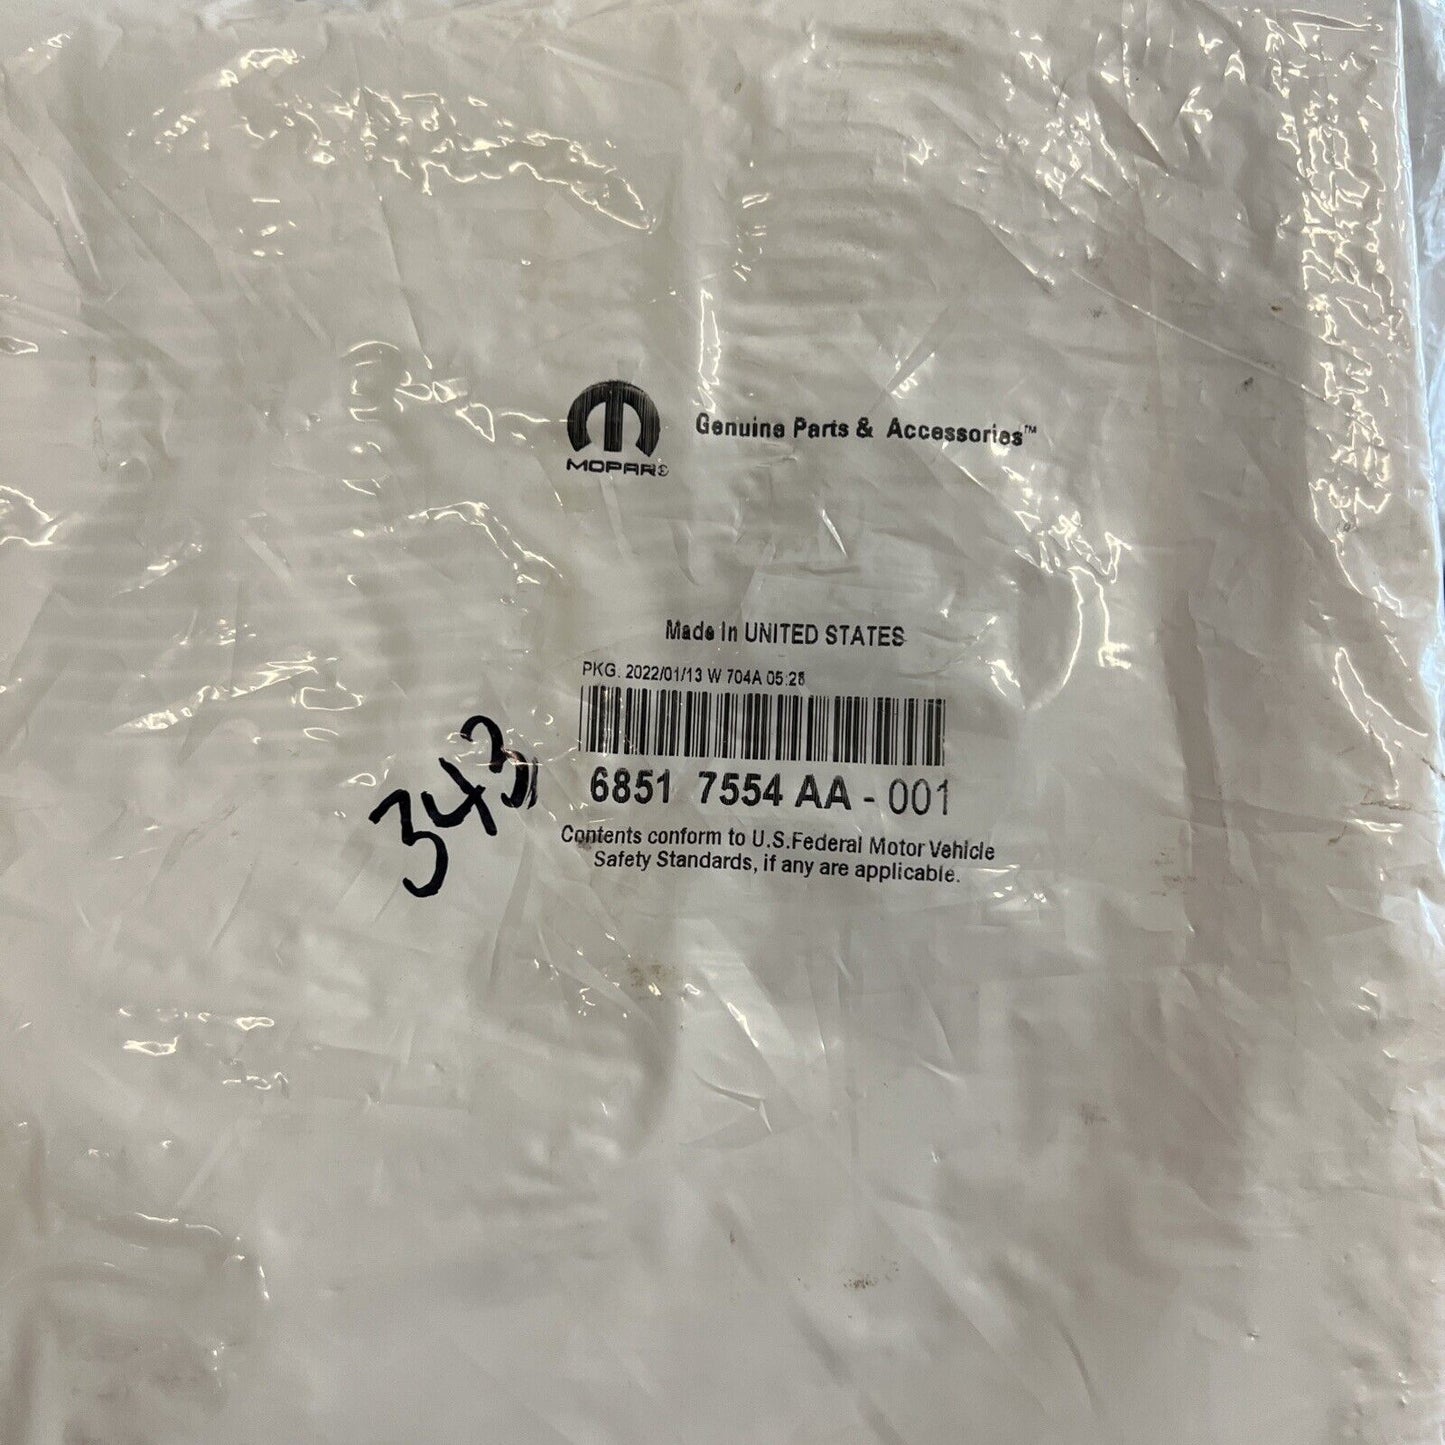 MOPAR®
Genuine Parts & Accessories™
Made In UNITED STATES
PKG. 2022/01/13 W 704A 05:28
343
6851 7554 AA - 001
Contents conform to U.S.Federal Motor Vehicle
Safety Standards, if any are applicable.